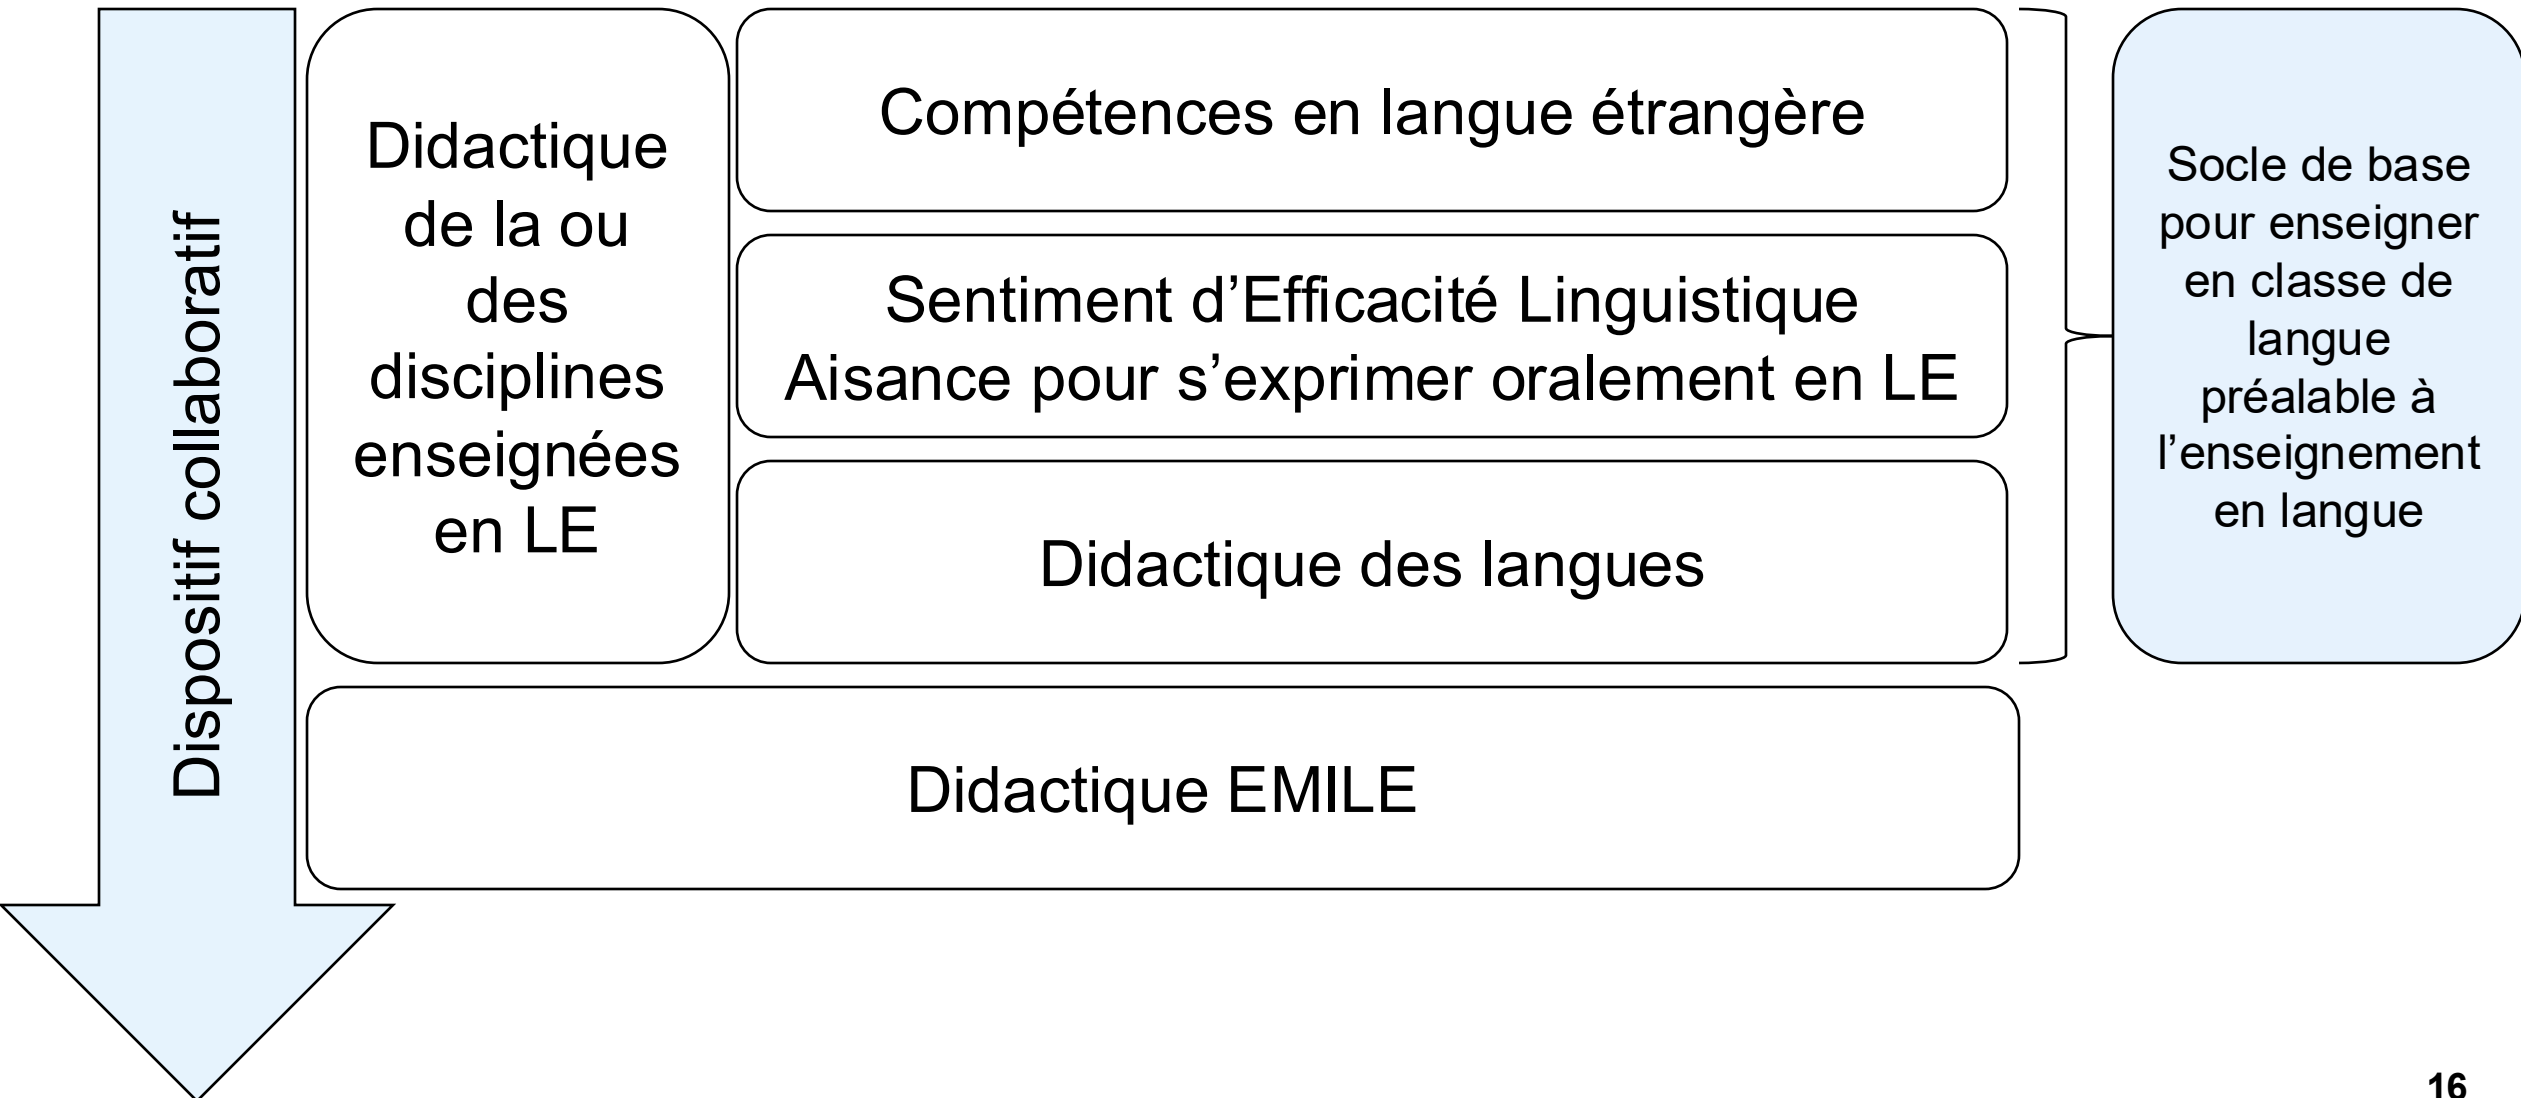 Dispositif collaboratif
Didactique
de la ou
des
disciplines
enseignées
en LE
Compétences en langue étrangère
Sentiment d’Efficacité Linguistique
Aisance pour s’exprimer oralement en LE
Didactique des langues
Didactique EMILE
Socle de base
pour enseigner
en classe de
langue
préalable à
l’enseignement
en langue
16